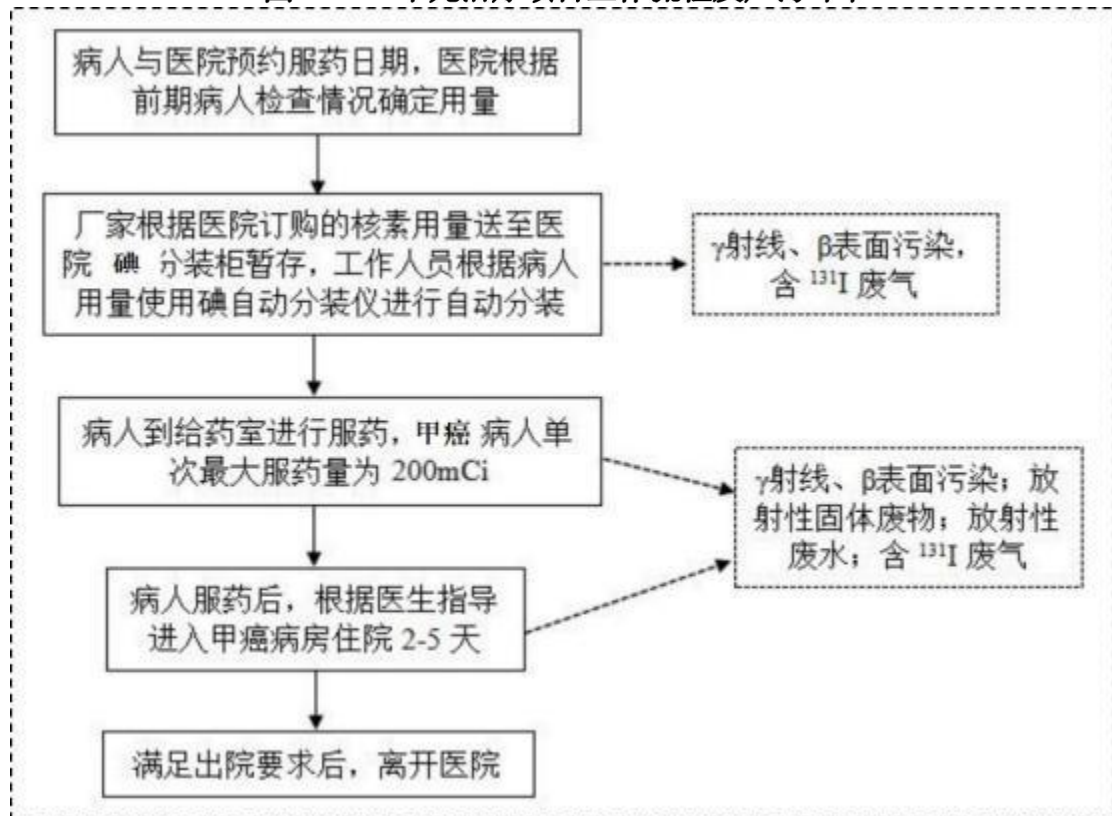 病人与医院预约服药日期，医院根据
前期病人检查情况确定用量
厂家根据医院订购的核素用量送至医
院 碘 分装柜暂存，工作人员根据病人
用量使用碘自动分装仪进行自动分装
γ射线、β表面污染，
含 ¹³¹I 废气
病人到给药室进行服药，甲癌 病人单
次最大服药量为 200mCi
γ射线、β表面污染；放
射性固体废物；放射性
废水；含 ¹³¹I 废气
病人服药后，根据医生指导
进入甲癌病房住院 2-5 天
满足出院要求后，离开医院